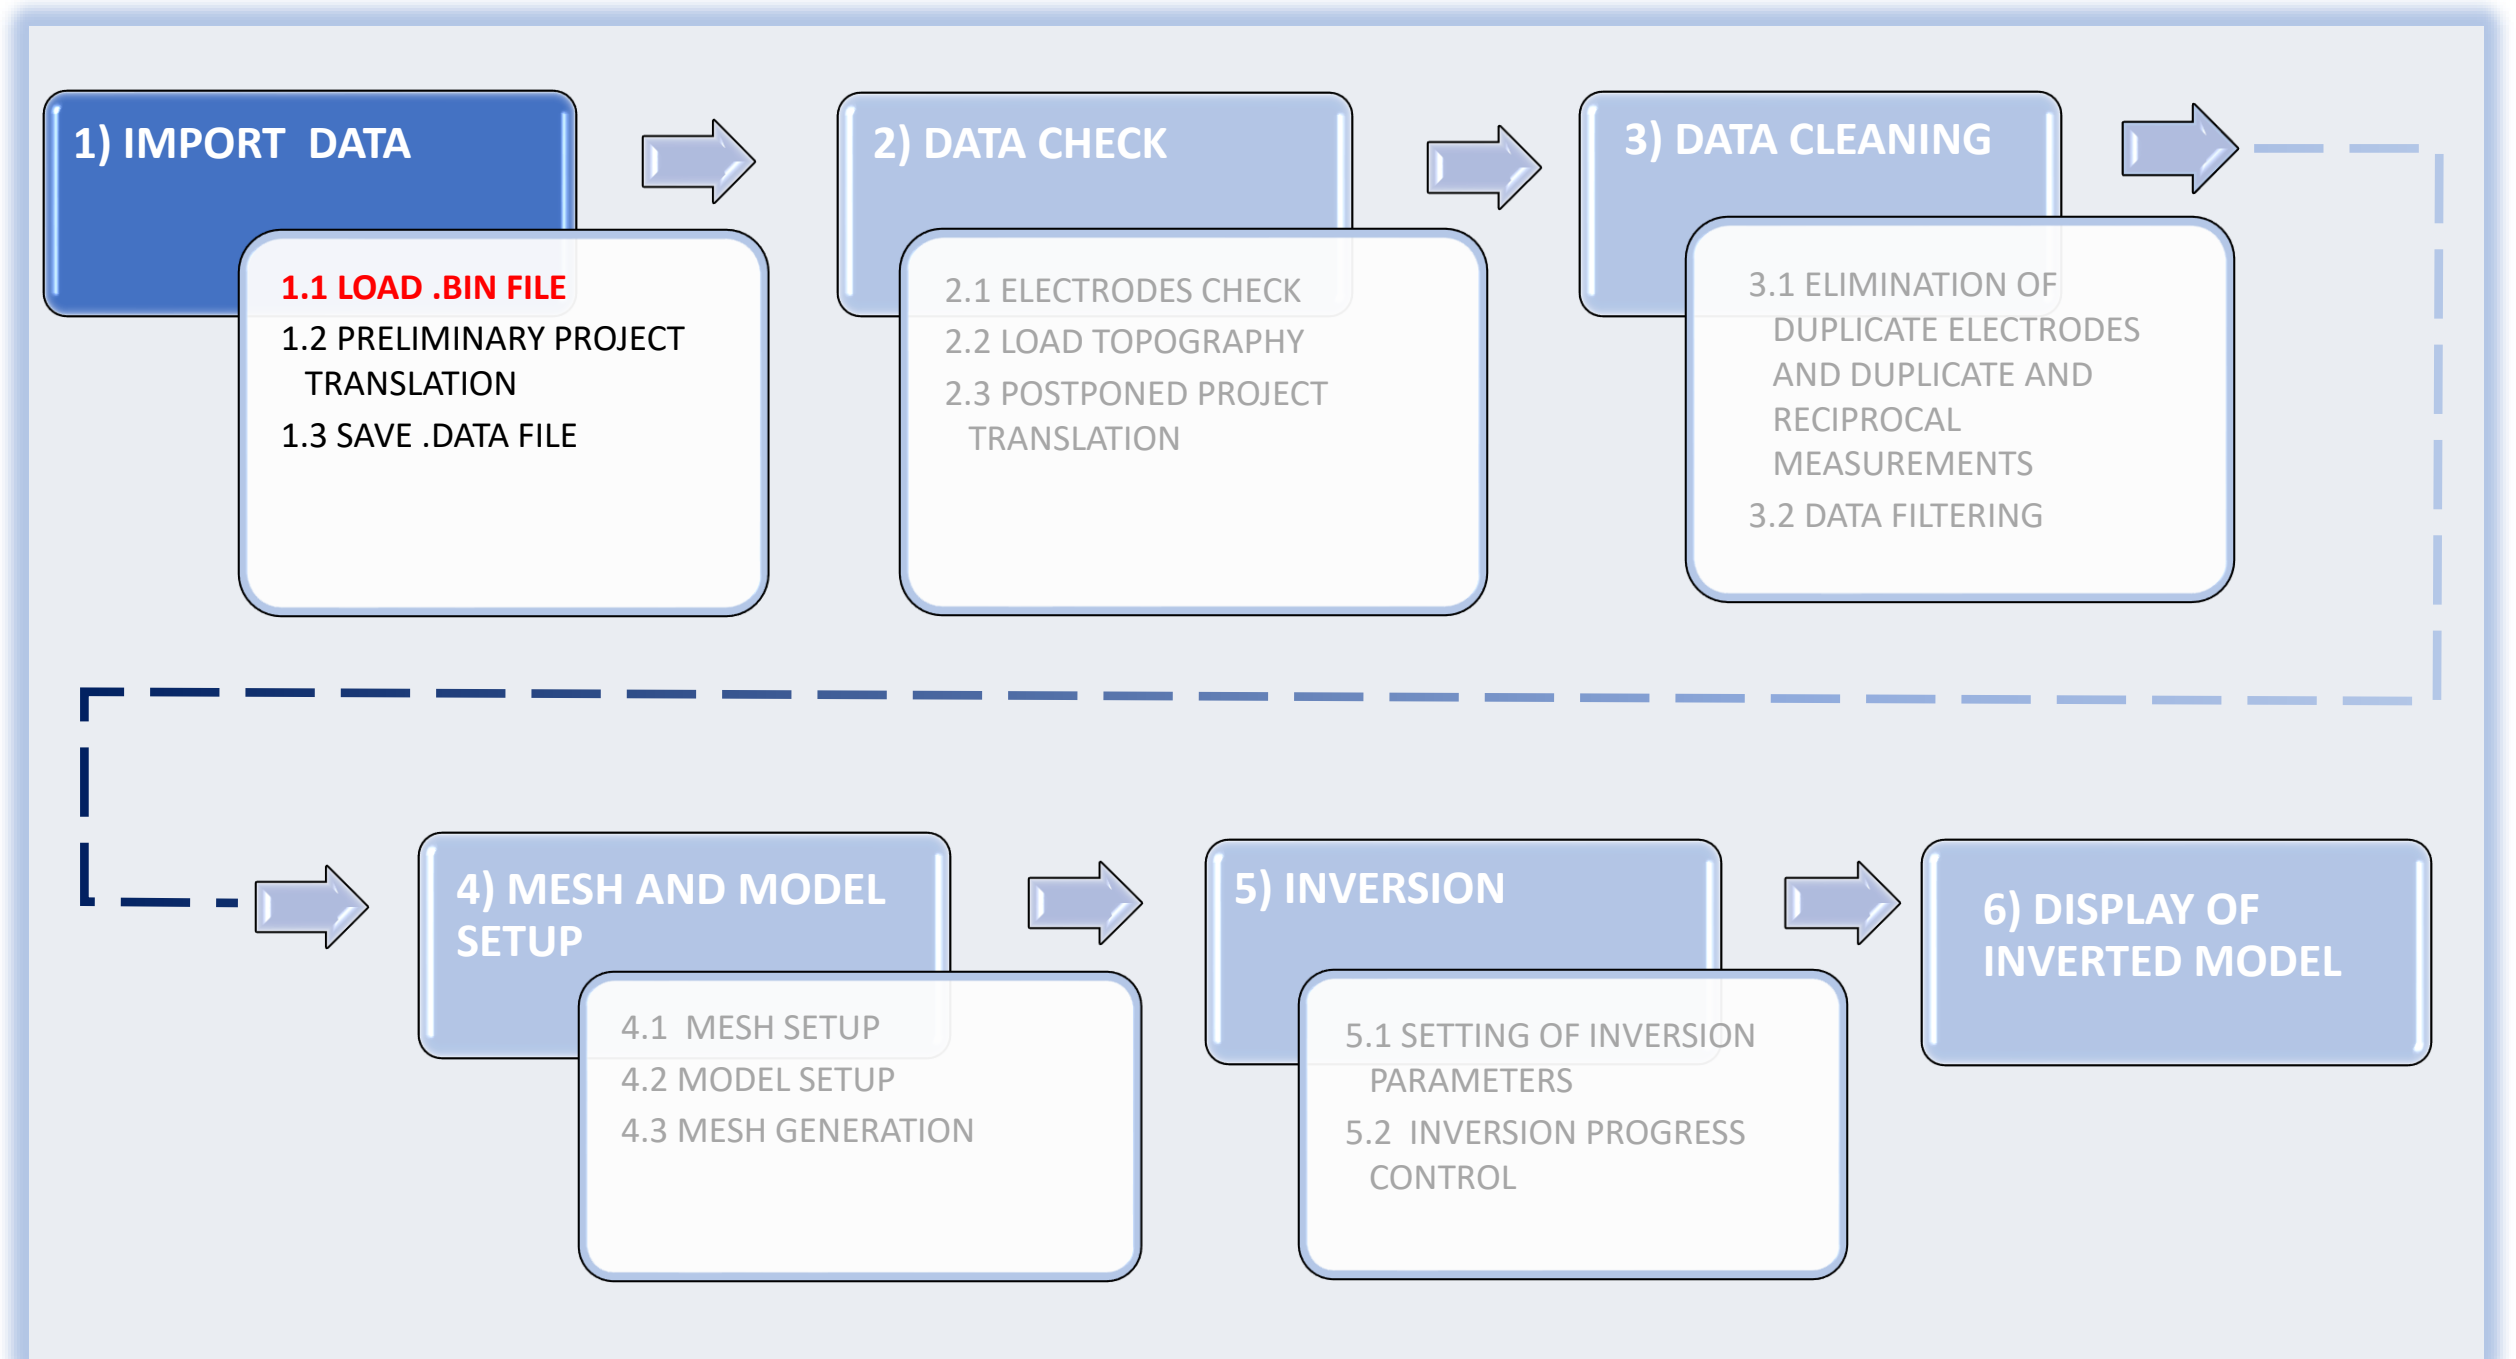 1) IMPORT  DATA
1.1 LOAD .BIN FILE
1.2 PRELIMINARY PROJECT
TRANSLATION
1.3 SAVE .DATA FILE
2) DATA CHECK
2.1 ELECTRODES CHECK
2.2 LOAD TOPOGRAPHY
2.3 POSTPONED PROJECT
TRANSLATION
3) DATA CLEANING
3.1 ELIMINATION OF
DUPLICATE ELECTRODES
AND DUPLICATE AND
RECIPROCAL
MEASUREMENTS
3.2 DATA FILTERING
4) MESH AND MODEL
SETUP
4.1  MESH SETUP
4.2 MODEL SETUP
4.3 MESH GENERATION
5) INVERSION
5.1 SETTING OF INVERSION
PARAMETERS
5.2  INVERSION PROGRESS
CONTROL
6) DISPLAY OF
INVERTED MODEL